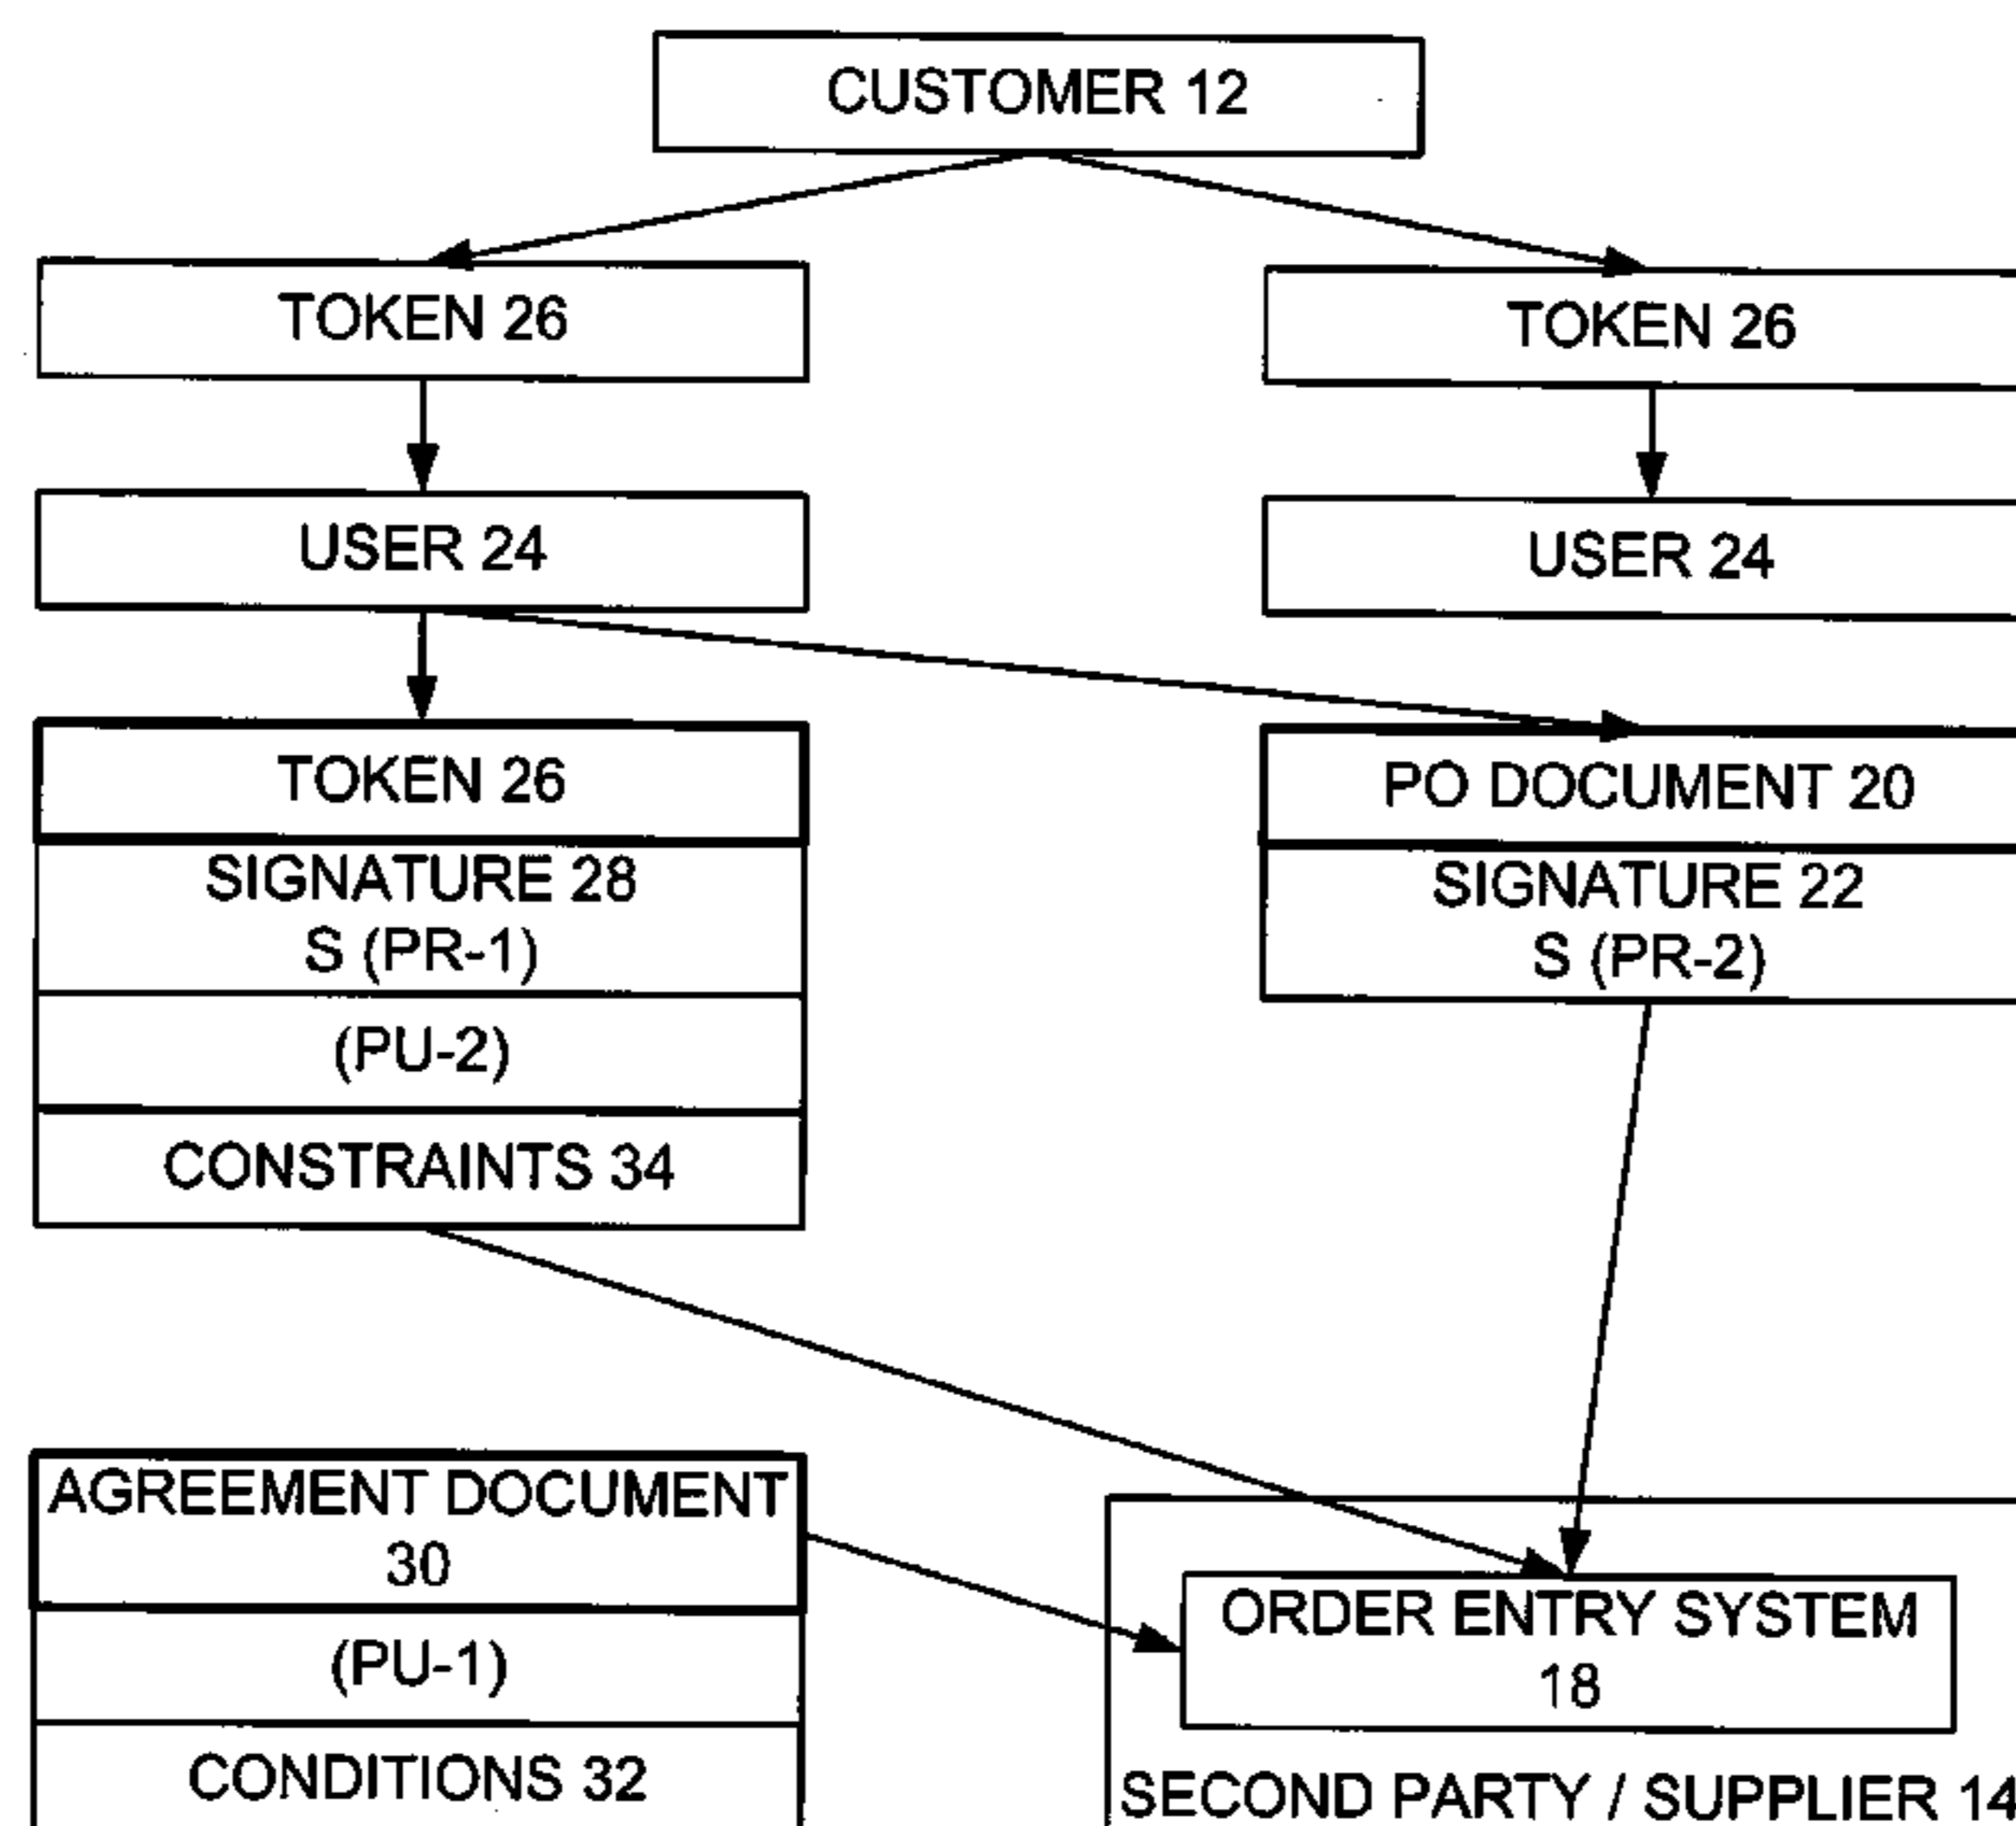 CUSTOMER 12
TOKEN 26
TOKEN 26
USER 24
USER 24
TOKEN 26
SIGNATURE 28
S (PR-1)
(PU-2)
CONSTRAINTS 34
PO DOCUMENT 20
SIGNATURE 22
S (PR-2)
AGREEMENT DOCUMENT
30
(PU-1)
CONDITIONS 32
ORDER ENTRY SYSTEM
18
SECOND PARTY / SUPPLIER 14